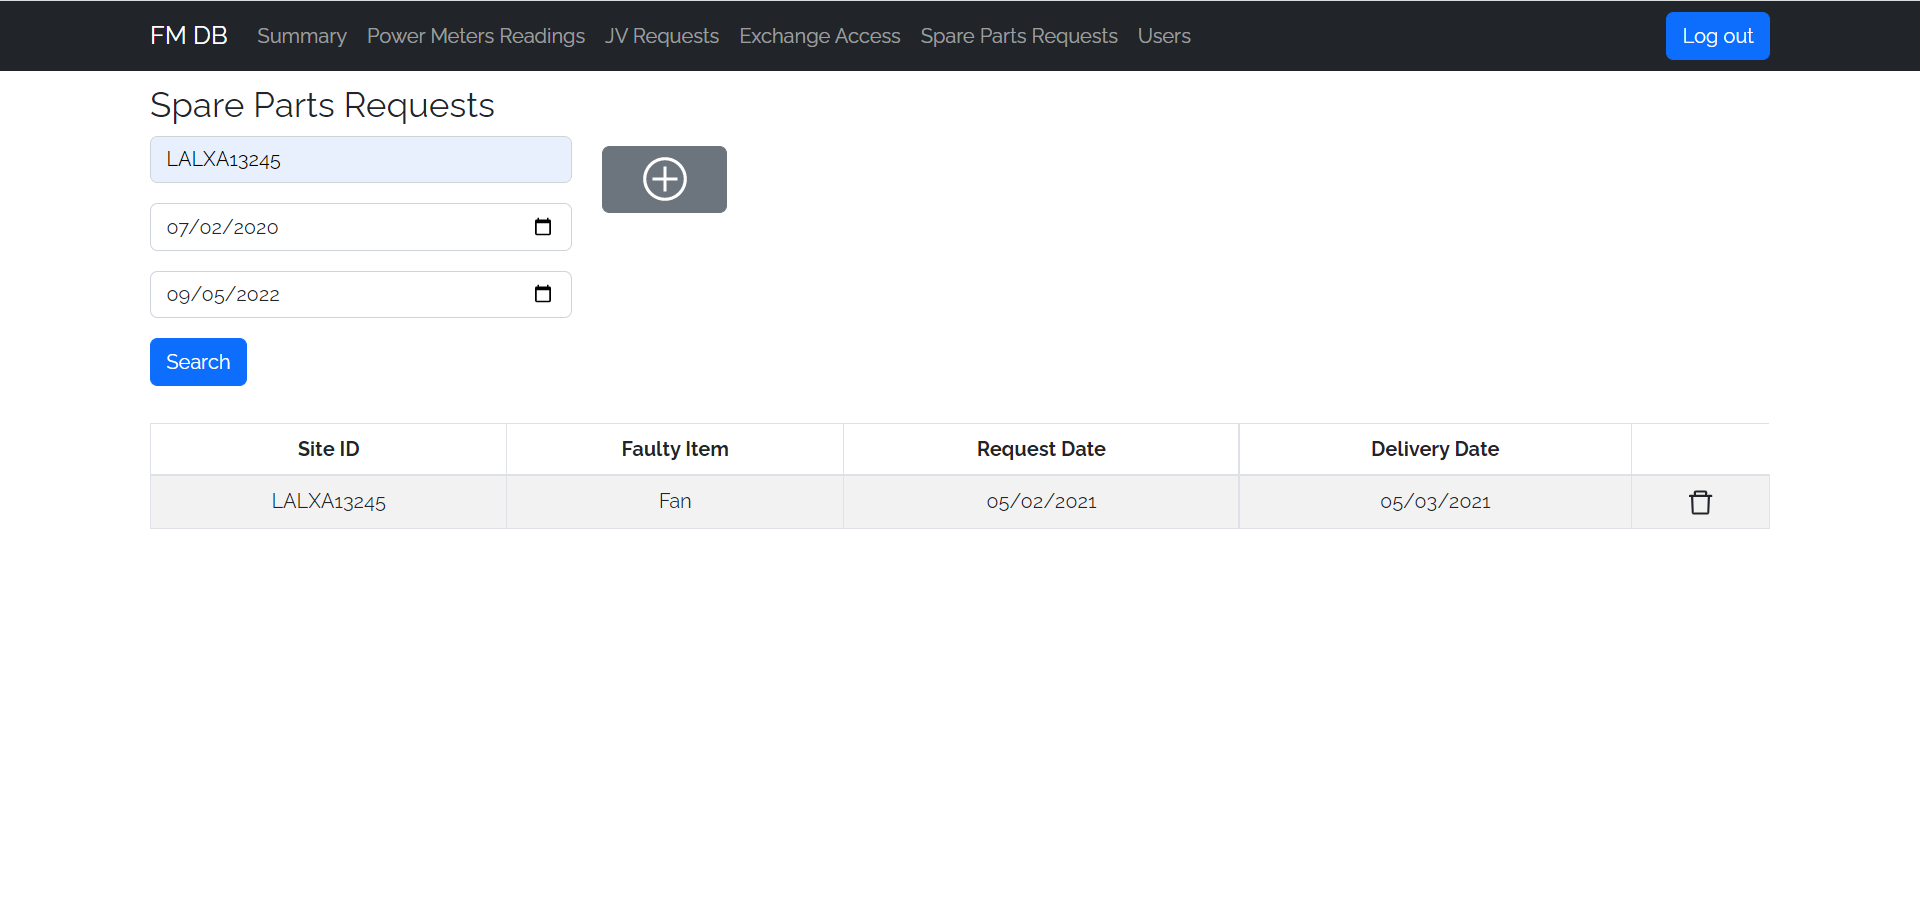 FM DB Summary Power Meters Readings JV Requests Exchange Access Spare Parts Requests Users Log out
Spare Parts Requests
LALXA13245
07/02/2020
09/05/2022
Search
Site ID Faulty Item Request Date Delivery Date
LALXA13245 Fan 05/02/2021 05/03/2021